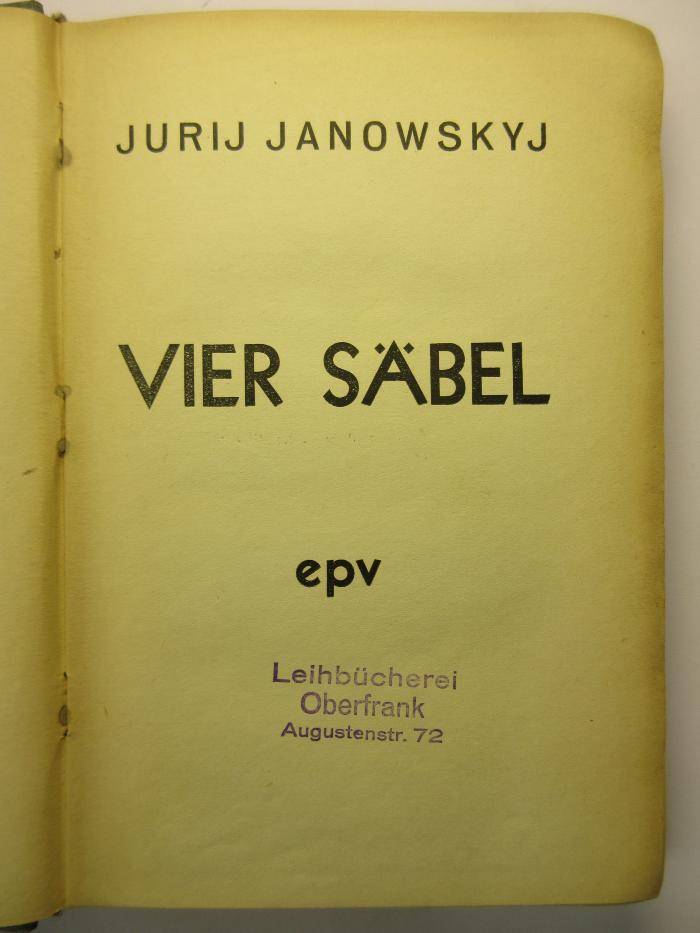 JURIJ JANOWSKYJ
VIER SÄBEL
epv
Leihbücherei
Oberfrank
Augustenstr. 72